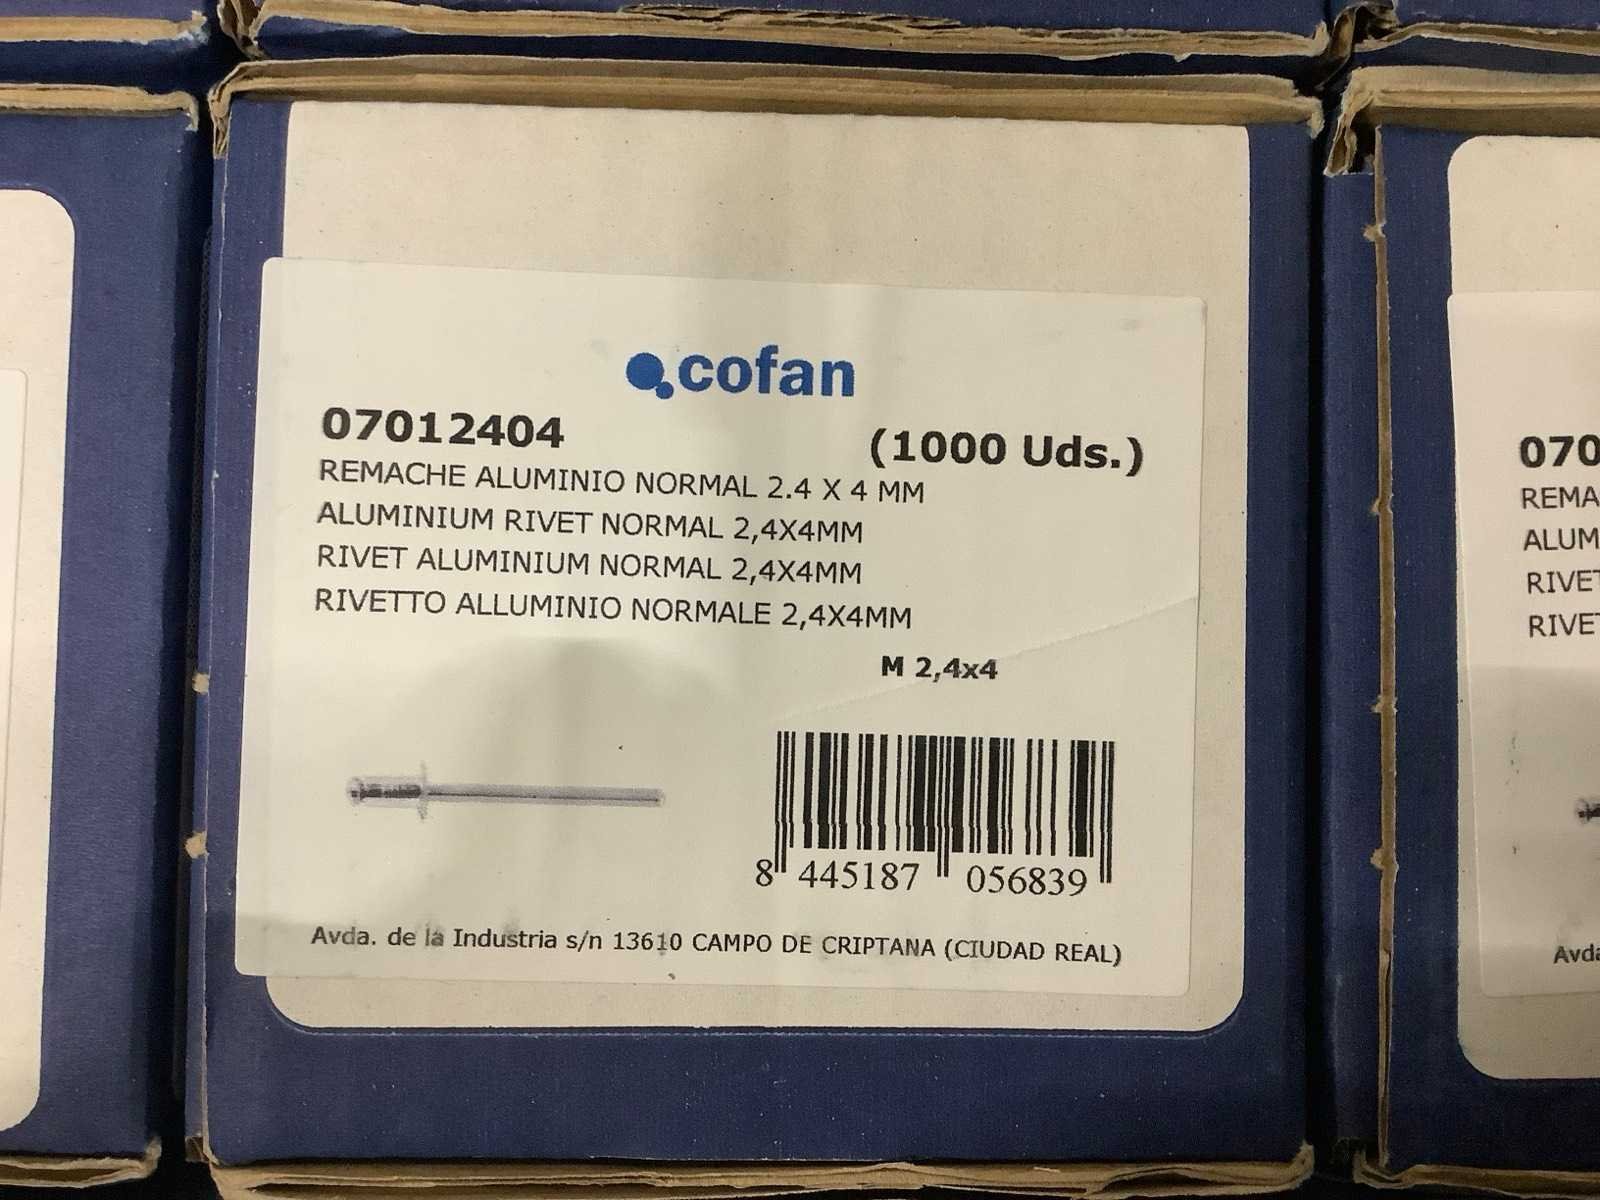 cofan
07012404
(1000 Uds.)
REMACHE ALUMINIO NORMAL 2.4 X 4 MM
ALUMINIUM RIVET NORMAL 2,4X4MM
RIVET ALUMINIUM NORMAL 2,4X4MM
RIVETTO ALLUMINIO NORMALE 2,4X4MM
M 2,4x4
8 445187 056839
Avda. de la Industria s/n 13610 CAMPO DE CRIPTANA (CIUDAD REAL)
070
REMA
ALUM
RIVET
RIVE
Avda